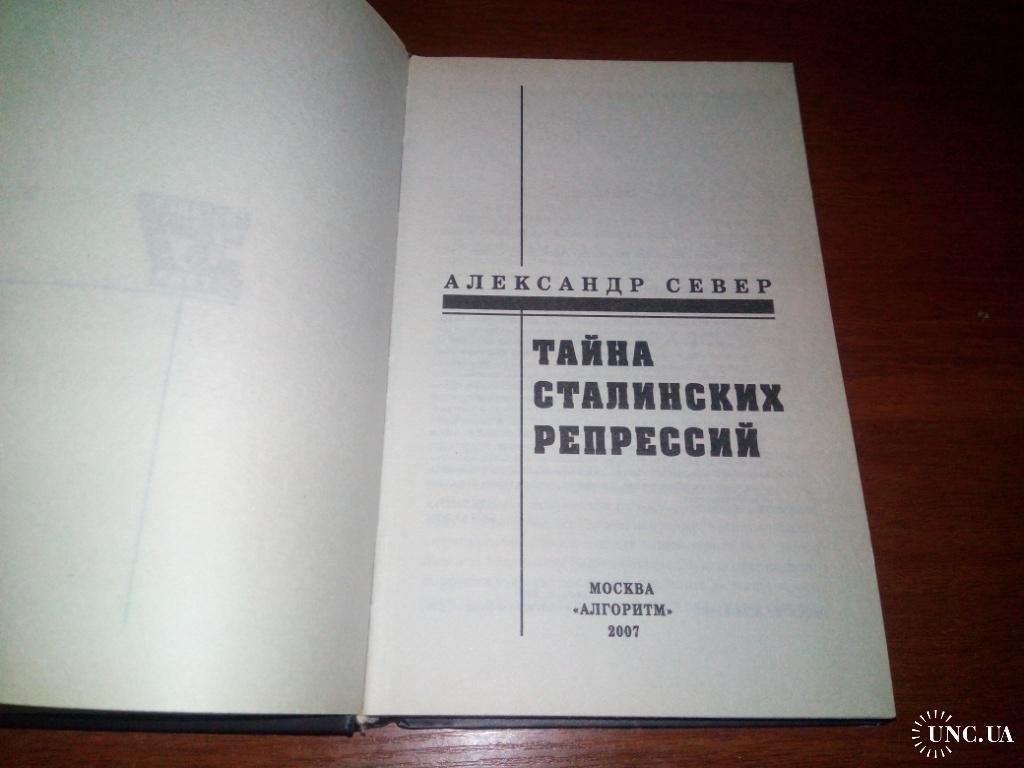 АЛЕКСАНДР СЕВЕР
ТАЙНА
СТАЛИНСКИХ
РЕПРЕССИЙ
МОСКВА
«АЛГОРИТМ»
2007
UNC.UA